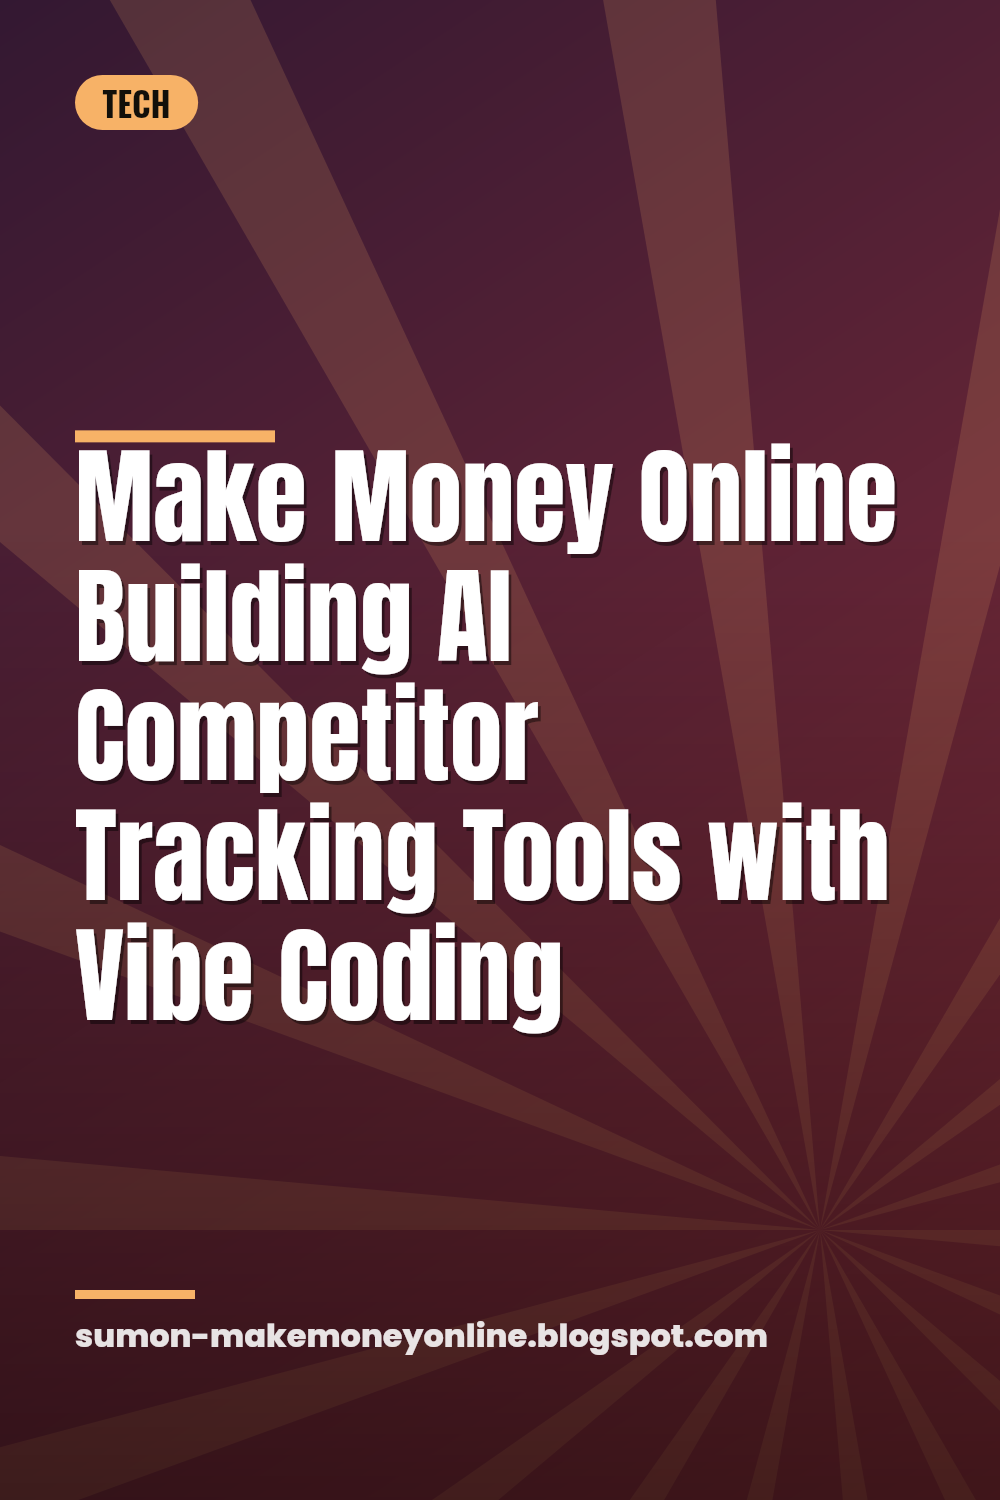 TECH
Make Money Online
Building AI
Competitor
Tracking Tools with
Vibe Coding
sumon-makemoneyonline.blogspot.com